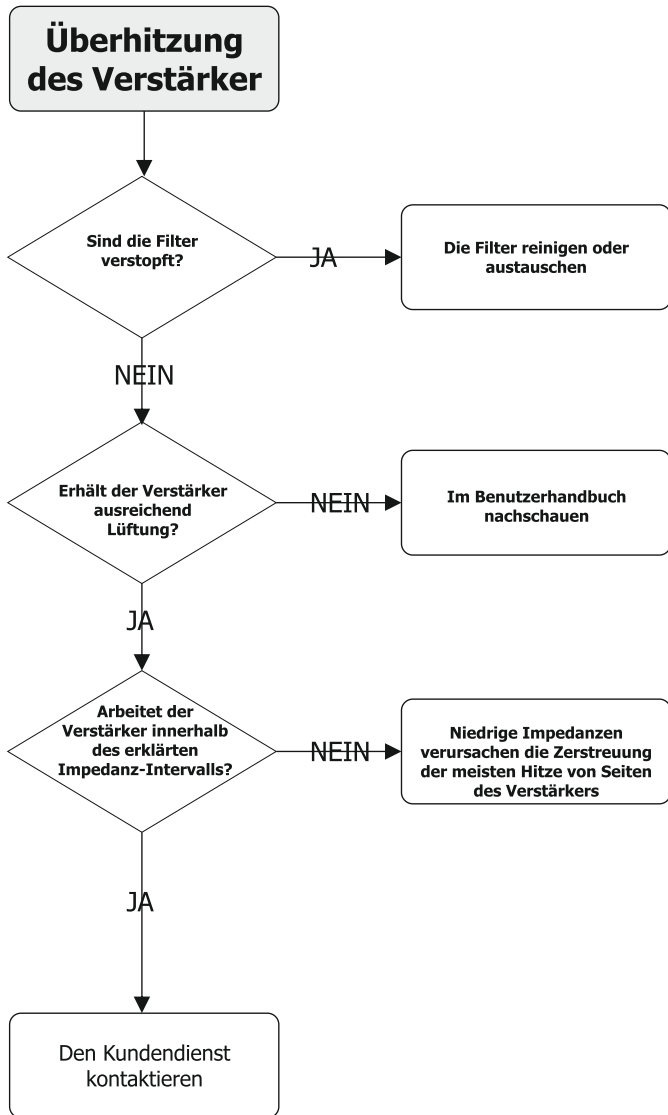 Überhitzung
des Verstärker
Sind die Filter
verstopft?
JA
Die Filter reinigen oder
austauschen
NEIN
Erhält der Verstärker
ausreichend
Lüftung?
NEIN
Im Benutzerhandbuch
nachschauen
JA
Arbeitet der
Verstärker innerhalb
des erklärten
Impedanz-Intervalls?
NEIN
Niedrige Impedanzen
verursachen die Zerstreuung
der meisten Hitze von Seiten
des Verstärkers
JA
Den Kundendienst
kontaktieren